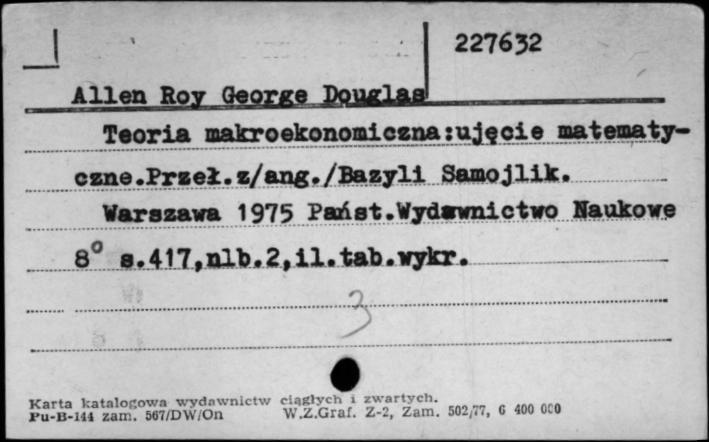 227632
Allen Roy George Douglas
Teoria makroekonomiczna:ujęcie matematy-
czne.Przeł.z/ang./Bazyli Samojlik.
Warszawa 1975 Państ.Wydawnictwo Naukowe
8° s.417,nlb.2,il.tab.wykr.
3
Karta katalogowa wydawnictw ciągłych i zwartych.
Pu-B-144 zam. 567/DW/On W.Z.Graf. Z-2, Zam. 502/77, G 400 000